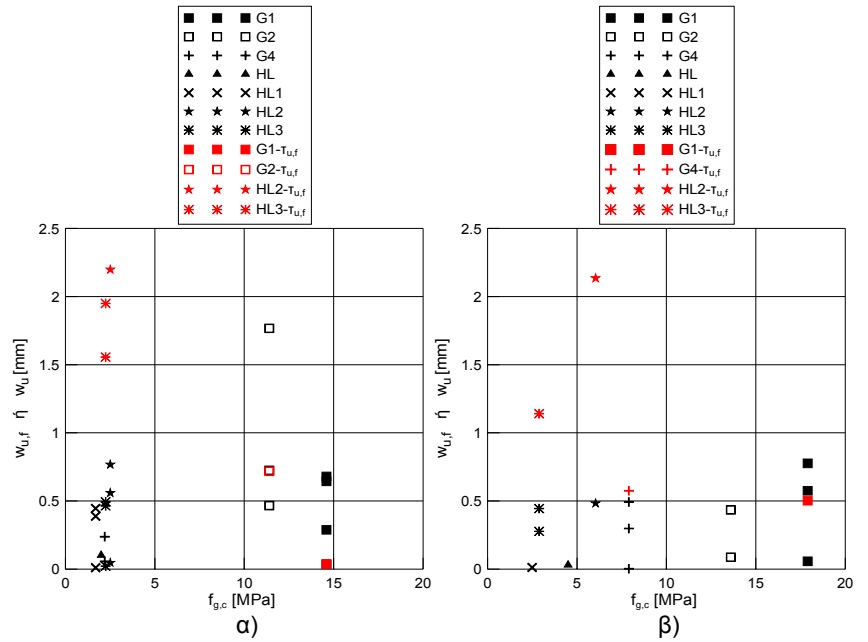 G1
G2
G4
HL
HL1
HL2
HL3
G1-τu,f
G2-τu,f
HL2-τu,f
HL3-τu,f
2.5
2
1.5
1
0.5
0
0 5 10 15 20
wu,f ή wu [mm]
fg,c [MPa]
α)
G1
G2
G4
HL
HL1
HL2
HL3
G1-τu,f
G4-τu,f
HL2-τu,f
HL3-τu,f
2.5
2
1.5
1
0.5
0
0 5 10 15 20
wu,f ή wu [mm]
fg,c [MPa]
β)